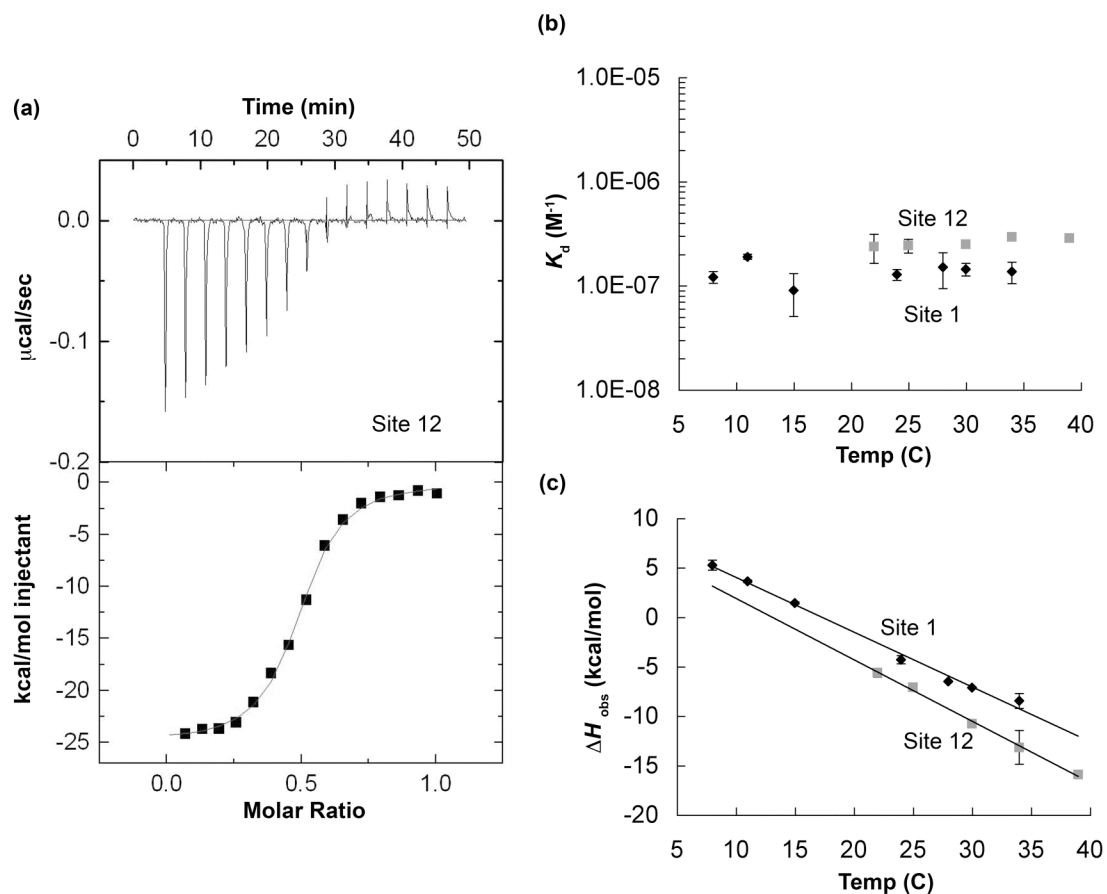 (a)
Time (min)
0 10 20 30 40 50
0.0
-0.1
-0.2
µcal/sec
Site 12
0
-5
-10
-15
-20
-25
kcal/mol injectant
0.0 0.5 1.0
Molar Ratio
(b)
1.0E-05
1.0E-06
1.0E-07
1.0E-08
Kd (M-1)
Site 12
Site 1
5 10 15 20 25 30 35 40
Temp (C)
(c)
10
5
0
-5
-10
-15
-20
ΔH obs (kcal/mol)
Site 1
Site 12
5 10 15 20 25 30 35 40
Temp (C)